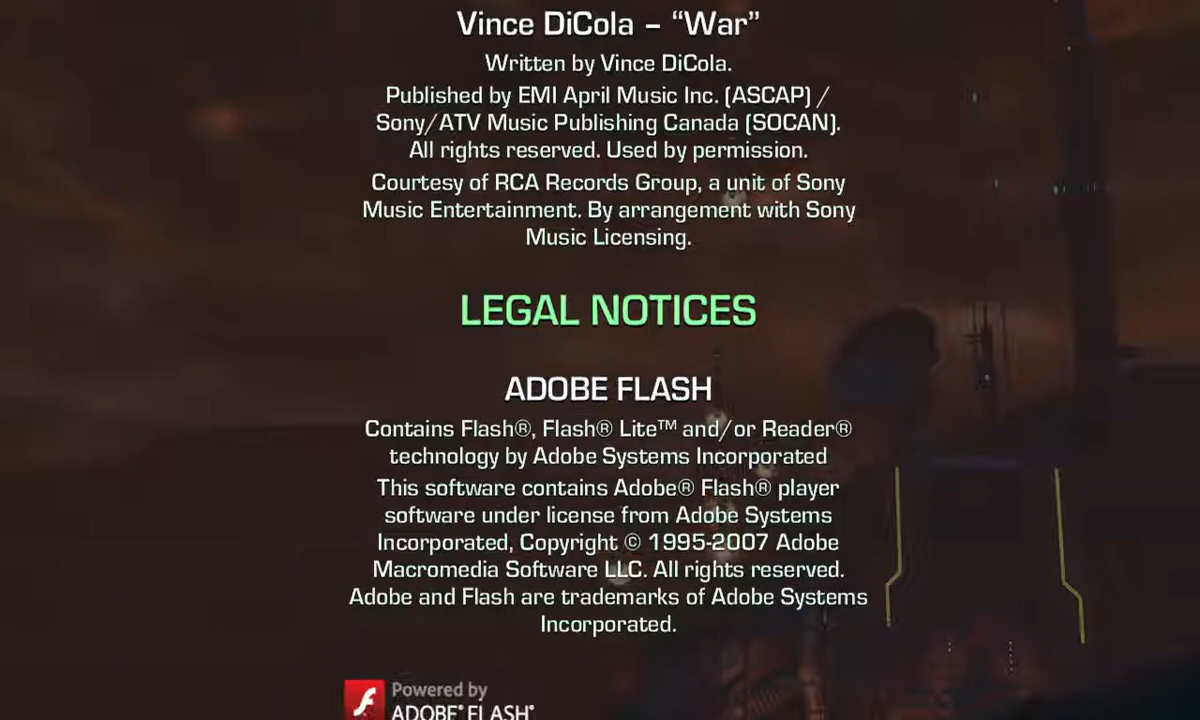 Vince DiCola – “War”
Written by Vince DiCola.
Published by EMI April Music Inc. (ASCAP) /
Sony/ATV Music Publishing Canada (SOCAN).
All rights reserved. Used by permission.
Courtesy of RCA Records Group, a unit of Sony
Music Entertainment. By arrangement with Sony
Music Licensing.
LEGAL NOTICES
ADOBE FLASH
Contains Flash®, Flash® Lite™ and/or Reader®
technology by Adobe Systems Incorporated
This software contains Adobe® Flash® player
software under license from Adobe Systems
Incorporated, Copyright © 1995-2007 Adobe
Macromedia Software LLC. All rights reserved.
Adobe and Flash are trademarks of Adobe Systems
Incorporated.
Powered by
ADOBE® FLASH®